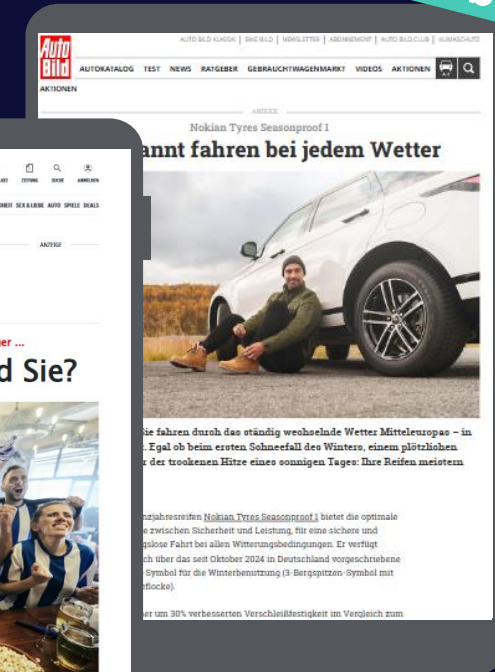 AUTO BILD KLASSIK | BIKE BILD | NEWSLETTER | ABONNEMENT | AUTO BILD CLUB | KLIMASCHUTZ
Auto
Bild
AUTOKATALOG TEST NEWS RATGEBER GEBRAUCHTWAGENMARKT VIDEOS AKTIONEN
AKTIONEN
ANZEIGE
Nokian Tyres Seasonproof 1
annt fahren bei jedem Wetter
ZEITUNG SUCHE ANMELDEN
SEX & LIEBE AUTO SPIELE DEALS
ANZEIGE
ger ...
d Sie?
Sie fahren durch das ständig wechselnde Wetter Mitteleuropas – in
. Egal ob beim ersten Schneefall des Winters, einem plötzlichen
r der trockenen Hitze eines sonnigen Tages: Ihre Reifen meistern
nzjahresreifen Nokian Tyres Seasonproof 1 bietet die optimale
e zwischen Sicherheit und Leistung, für eine sichere und
gslose Fahrt bei allen Witterungsbedingungen. Er verfügt
ch über das seit Oktober 2024 in Deutschland vorgeschriebene
-Symbol für die Winterbenutzung (3-Bergspitzen-Symbol mit
eflocke).
er um 30% verbesserten Verschleißfestigkeit im Vergleich zum